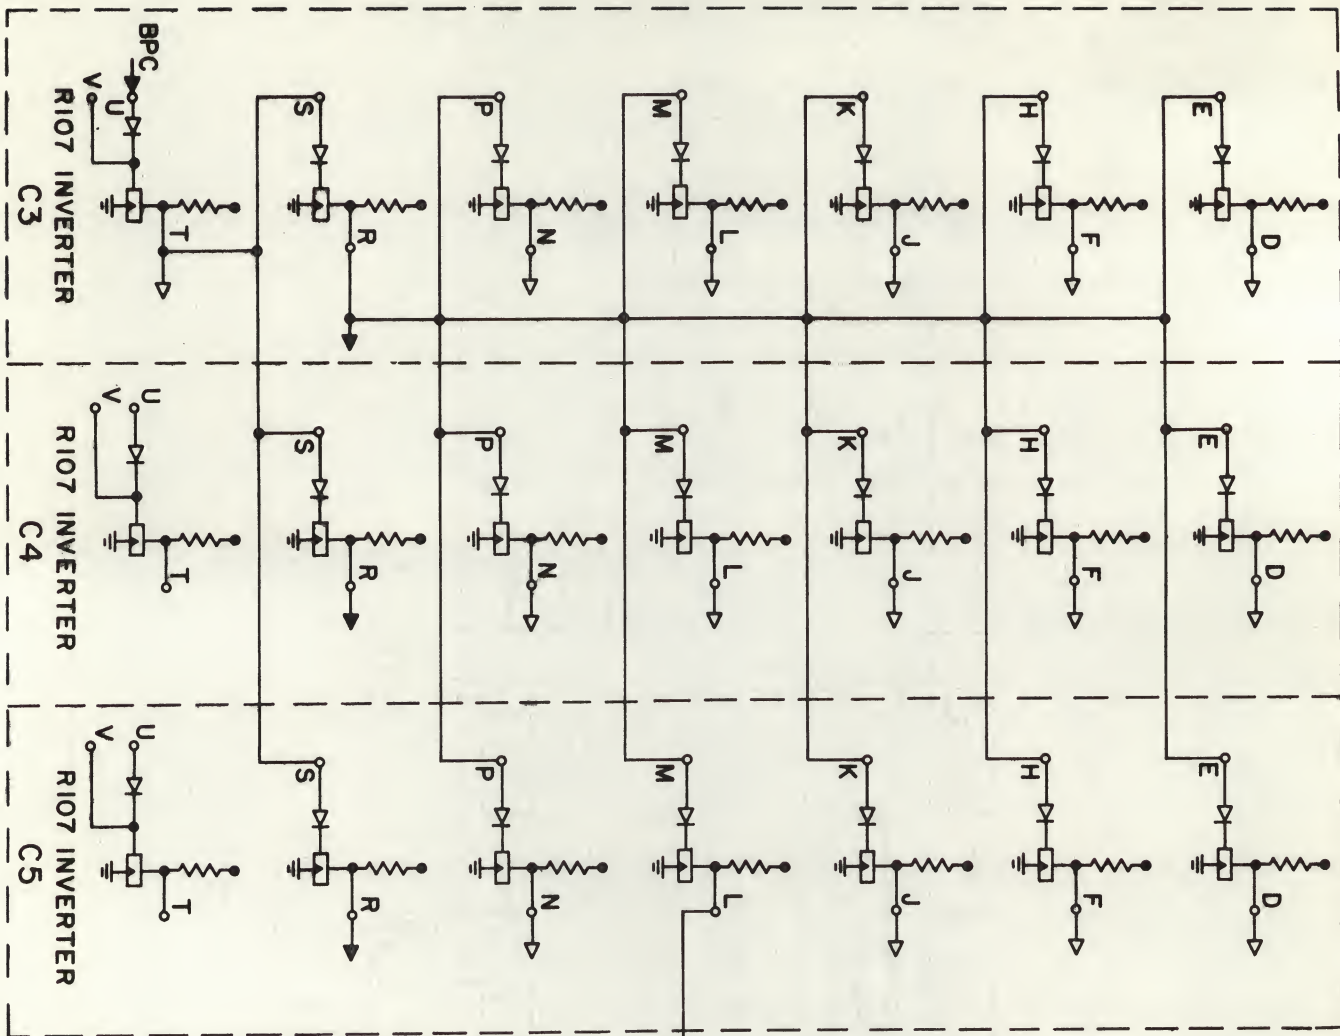 E D E D E D
H F H F H F
K J K J K J
M L M L M L
P N P N P N
S R S R S R
BPC U T U T U T
V V V
R107 INVERTER R107 INVERTER R107 INVERTER
C3 C4 C5